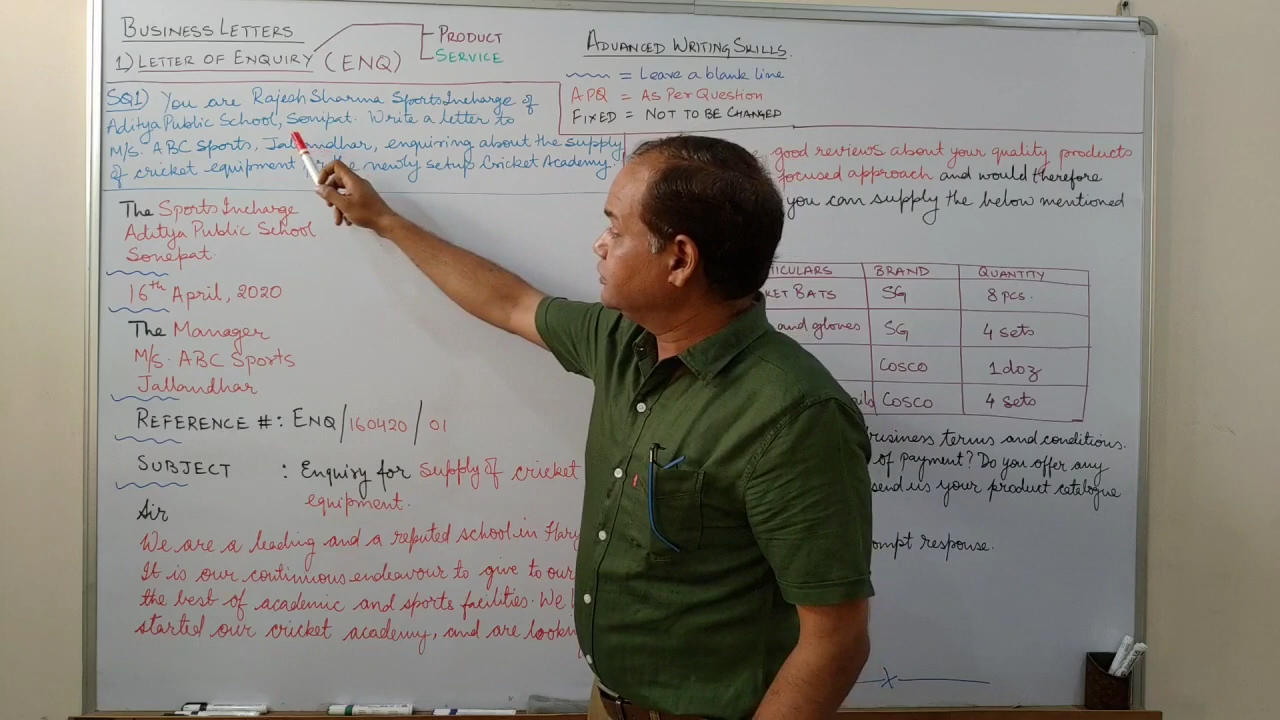 BUSINESS LETTERS
1) LETTER OF ENQUIRY (ENQ)
PRODUCT
SERVICE
ADVANCED WRITING SKILLS.
= Leave a blank line
APQ = As Per Question
FIXED = NOT TO BE CHANGED
SQ1) You are Rajesh Sharma Sports Incharge of
Aditya Public School, Sonipat. Write a letter to
M/s. ABC Sports, Jallandhar, enquiring about the supply
of cricket equipment the newly setup Cricket Academy.
The Sports Incharge
Aditya Public School
Sonepat.
16th April, 2020
The Manager
M/s. ABC Sports
Jallandhar
REFERENCE #: ENQ/160420/01
SUBJECT : Enquiry for supply of cricket
equipment.
Sir
We are a leading and a reputed school in
It is our continuous endeavour to give to our
the best of academic and sports facilities. We
started our cricket academy, and are
good reviews about your quality products
focused approach and would therefore
you can supply the below mentioned
BRAND QUANTITY
BATS SG 8 pcs.
and gloves SG 4 sets
COSCO 1 doz
COSCO 4 sets
business terms and conditions.
of payment? Do you offer any
send us your product catelogue
response.